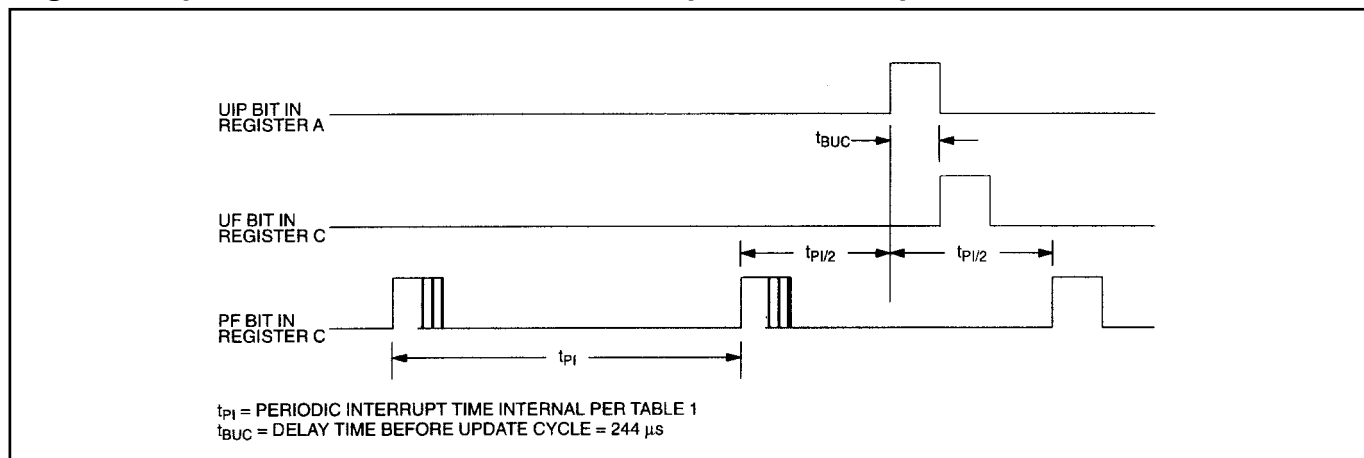 UIP BIT IN
REGISTER A
tBUC
UF BIT IN
REGISTER C
tPI/2
tPI/2
PF BIT IN
REGISTER C
tPI
tPI = PERIODIC INTERRUPT TIME INTERNAL PER TABLE 1
tBUC = DELAY TIME BEFORE UPDATE CYCLE = 244 μs